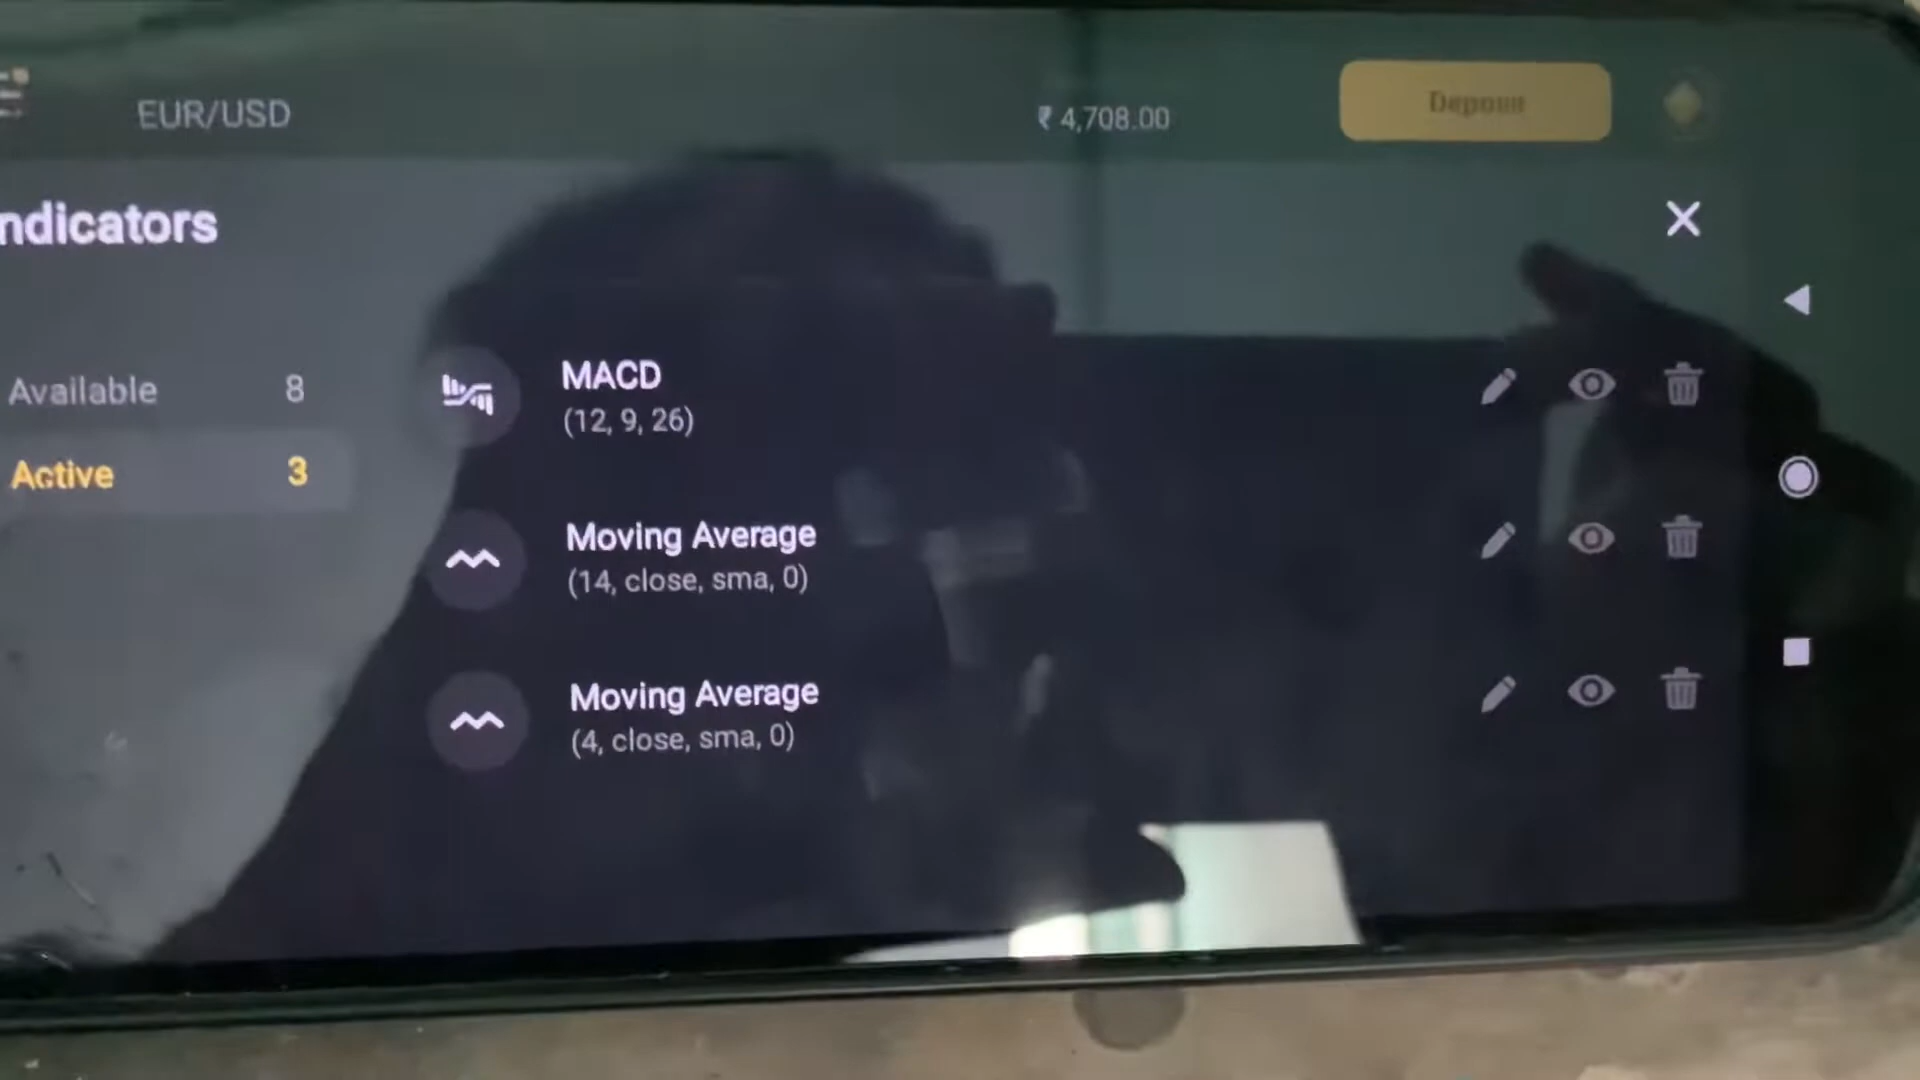 EUR/USD
₹ 4,708.00
Deposit
ndicators
Available 8
Active 3
MACD
(12, 9, 26)
Moving Average
(14, close, sma, 0)
Moving Average
(4, close, sma, 0)